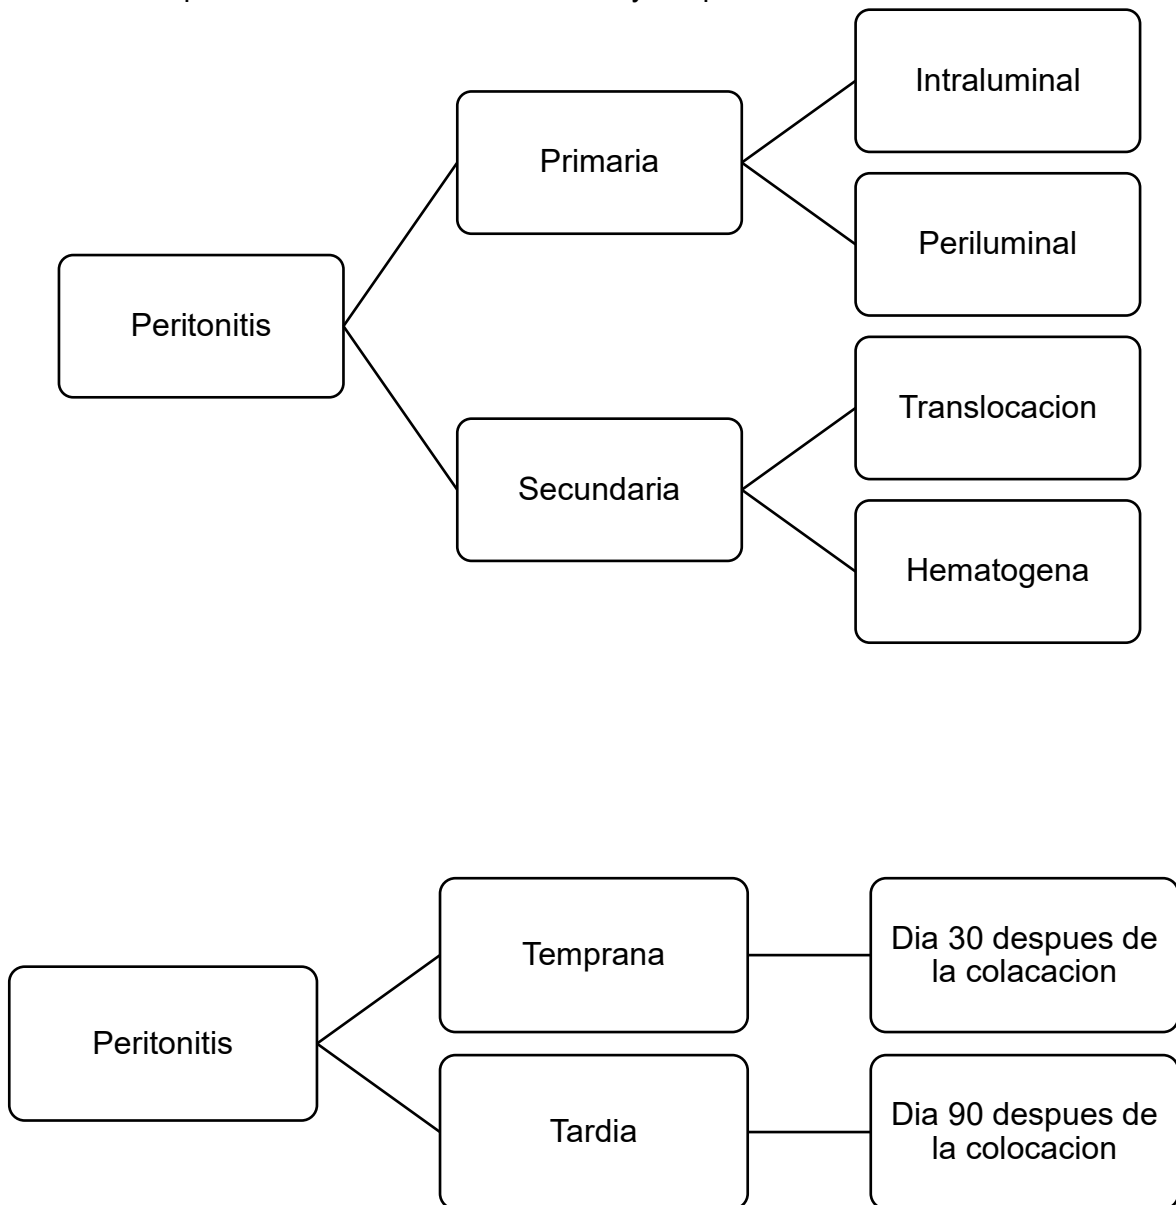 Peritonitis
Primaria
Intraluminal
Periluminal
Secundaria
Translocacion
Hematogena
Peritonitis
Temprana
Dia 30 despues de
la colacacion
Tardia
Dia 90 despues de
la colocacion